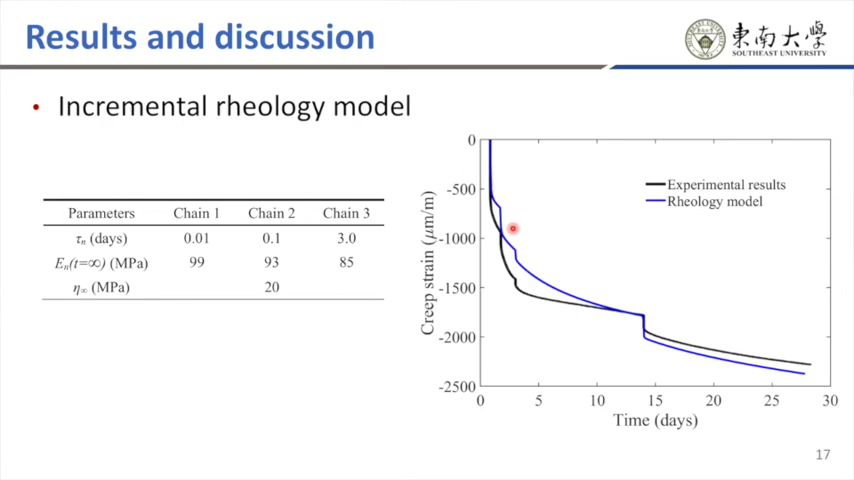 Results and discussion
東南大學
SOUTHEAST UNIVERSITY
• Incremental rheology model
Parameters Chain 1 Chain 2 Chain 3
τn (days) 0.01 0.1 3.0
En(t=∞) (MPa) 99 93 85
η∞ (MPa) 20
Experimental results
Rheology model
Creep strain (μm/m)
0
-500
-1000
-1500
-2000
-2500
0 5 10 15 20 25 30
Time (days)
17